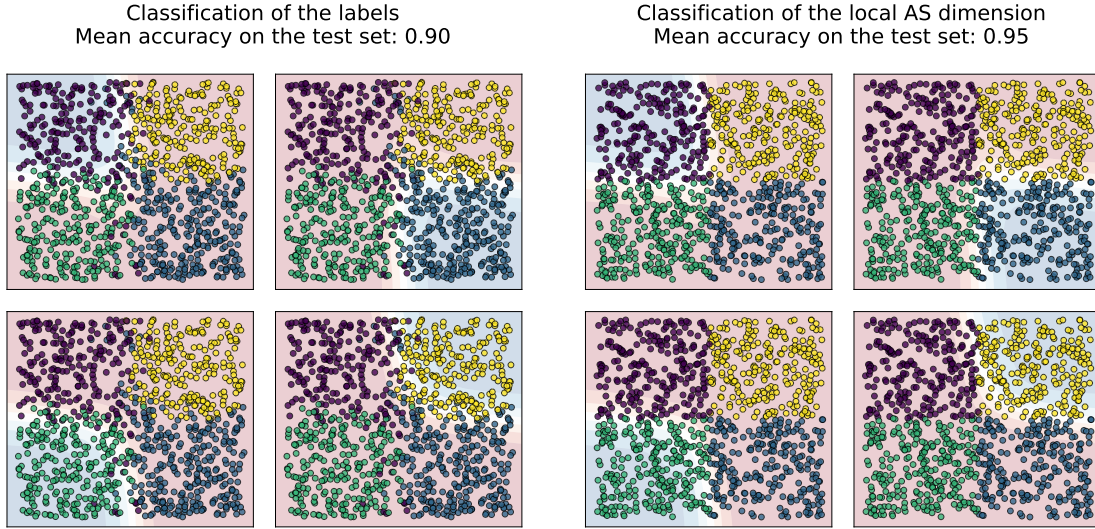 Classification of the labels
Mean accuracy on the test set: 0.90
Classification of the local AS dimension
Mean accuracy on the test set: 0.95